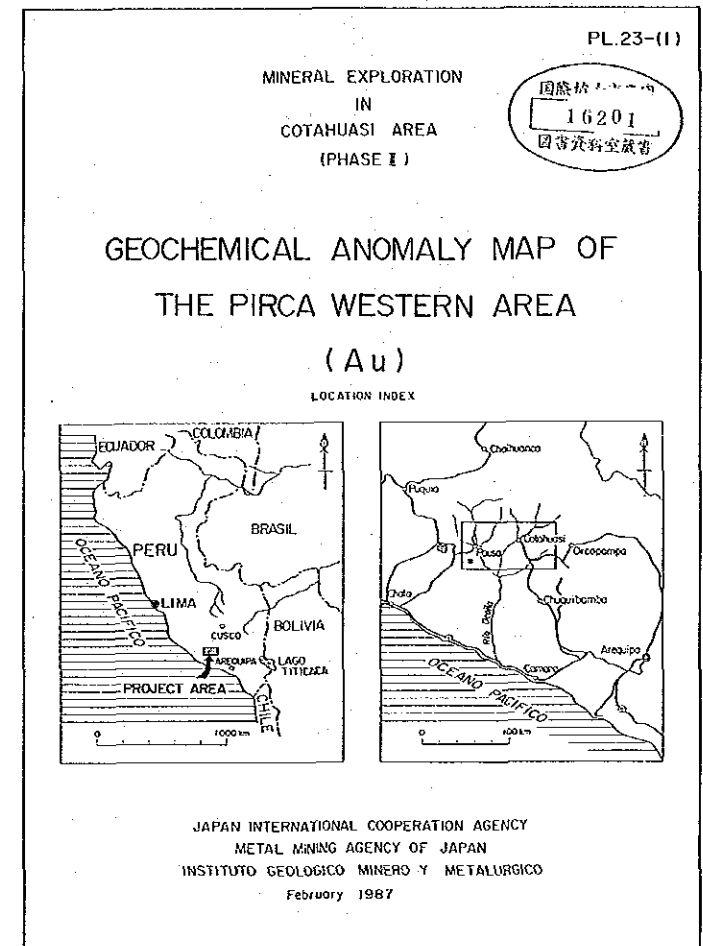 PL.23-(1)
MINERAL EXPLORATION
IN
COTAHUASI AREA
(PHASE I)
16201
図書資料室蔵書
GEOCHEMICAL ANOMALY MAP OF
THE PIRCA WESTERN AREA
(Au)
LOCATION INDEX
ECUADOR
COLOMBIA
BRASIL
PERU
OCEANO PACIFICO
LIMA
CUSCO
BOLIVIA
AREQUIPA
LAGO
TITICACA
PROJECT AREA
CHILE
0 1000 km
Puquio
Cotahuasi
Pausa
Orcopampa
Chala
Chuquibamba
Río Ocoña
Arequipa
Camana
OCEANO PACIFICO
0 100 km
JAPAN INTERNATIONAL COOPERATION AGENCY
METAL MINING AGENCY OF JAPAN
INSTITUTO GEOLOGICO MINERO Y METALURGICO
February 1987